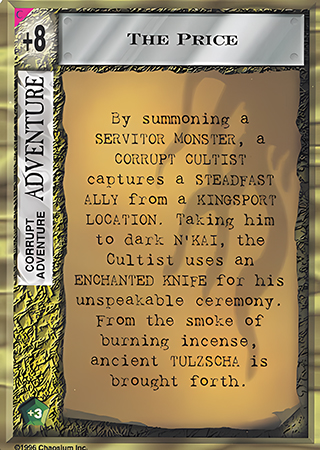 C
+8
THE PRICE
CORRUPT
ADVENTURE
ADVENTURE
By summoning a
SERVITOR MONSTER, a
CORRUPT CULTIST
captures a STEADFAST
ALLY from a KINGSPORT
LOCATION. Taking him
to dark N'KAI, the
Cultist uses an
ENCHANTED KNIFE for his
unspeakable ceremony.
From the smoke of
burning incense,
ancient TULZSCHA is
brought forth.
+3
©1996 Chaosium Inc.